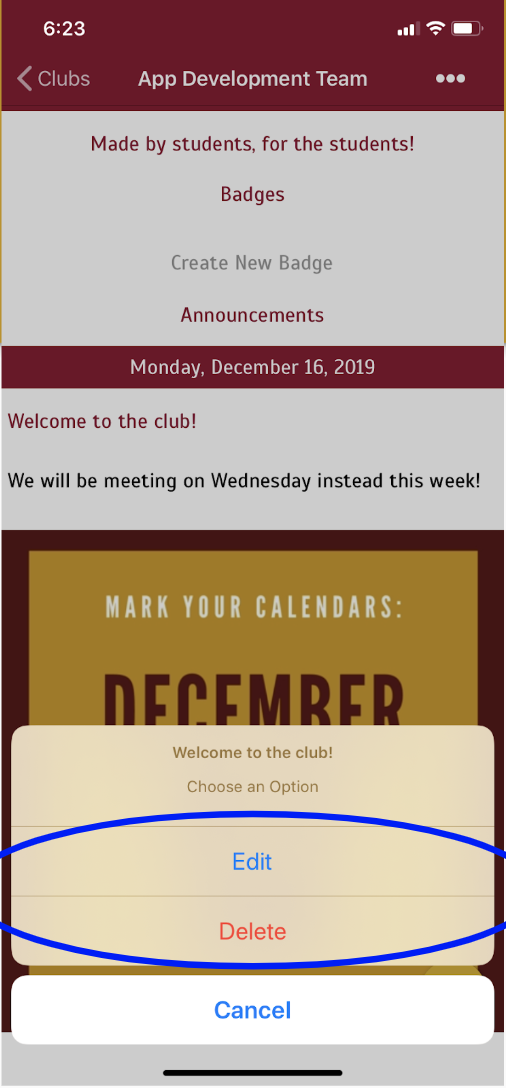 6:23
Clubs App Development Team
Made by students, for the students!
Badges
Create New Badge
Announcements
Monday, December 16, 2019
Welcome to the club!
We will be meeting on Wednesday instead this week!
MARK YOUR CALENDARS:
DECEMBER
Welcome to the club!
Choose an Option
Edit
Delete
Cancel